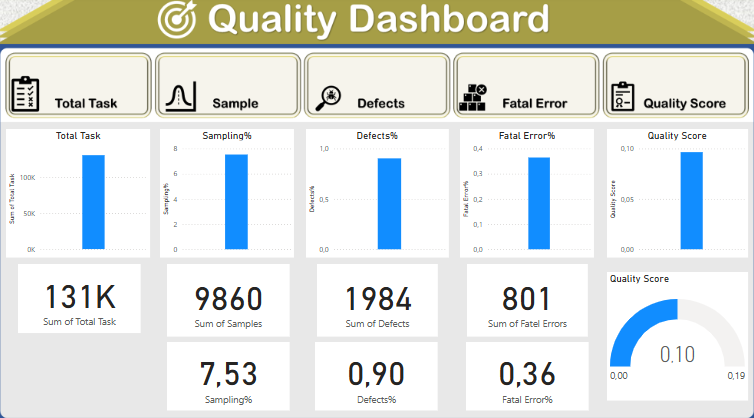 Quality Dashboard
Total Task
Sample
Defects
Fatal Error
Quality Score
Total Task
Sum of Total Task
100K
50K
0K
Sampling%
Sampling%
8
6
4
2
0
Defects%
Defects%
1,0
0,5
0,0
Fatal Error%
Fatal Error%
0,4
0,3
0,2
0,1
0,0
Quality Score
Quality Score
0,10
0,05
0,00
131K
Sum of Total Task
9860
Sum of Samples
1984
Sum of Defects
801
Sum of Fatel Errors
Quality Score
0,10
0,00
0,19
7,53
Sampling%
0,90
Defects%
0,36
Fatal Error%